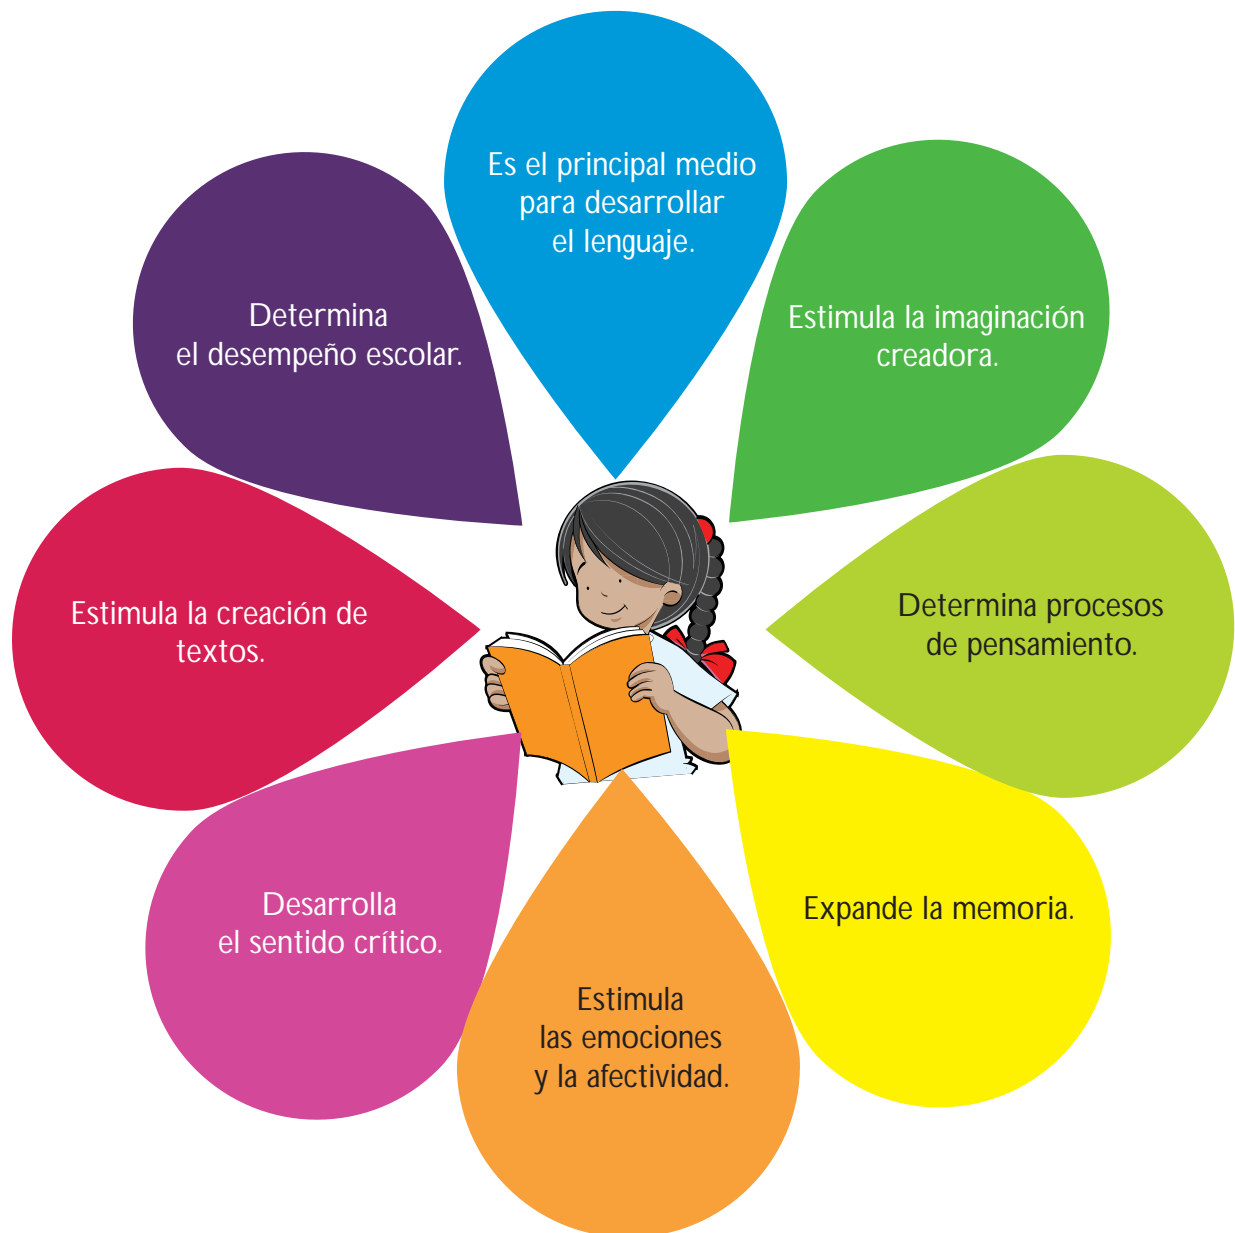 Es el principal medio
para desarrollar
el lenguaje.
Estimula la imaginación
creadora.
Determina procesos
de pensamiento.
Expande la memoria.
Estimula
las emociones
y la afectividad.
Desarrolla
el sentido crítico.
Estimula la creación de
textos.
Determina
el desempeño escolar.